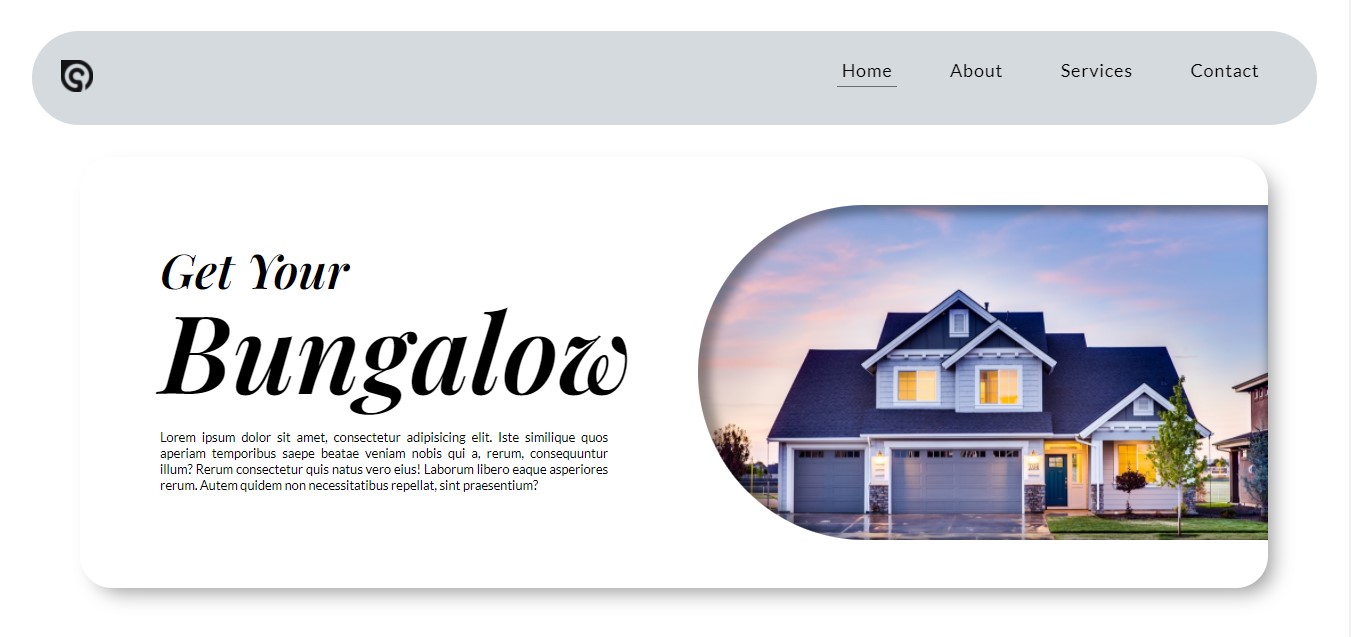 Home About Services Contact
Get Your
Bungalow
Lorem ipsum dolor sit amet, consectetur adipisicing elit. Iste similique quos
aperiam temporibus saepe beatae veniam nobis qui a, rerum, consequuntur
illum? Rerum consectetur quis natus vero eius! Laborum libero eaque asperiores
rerum. Autem quidem non necessitatibus repellat, sint praesentium?